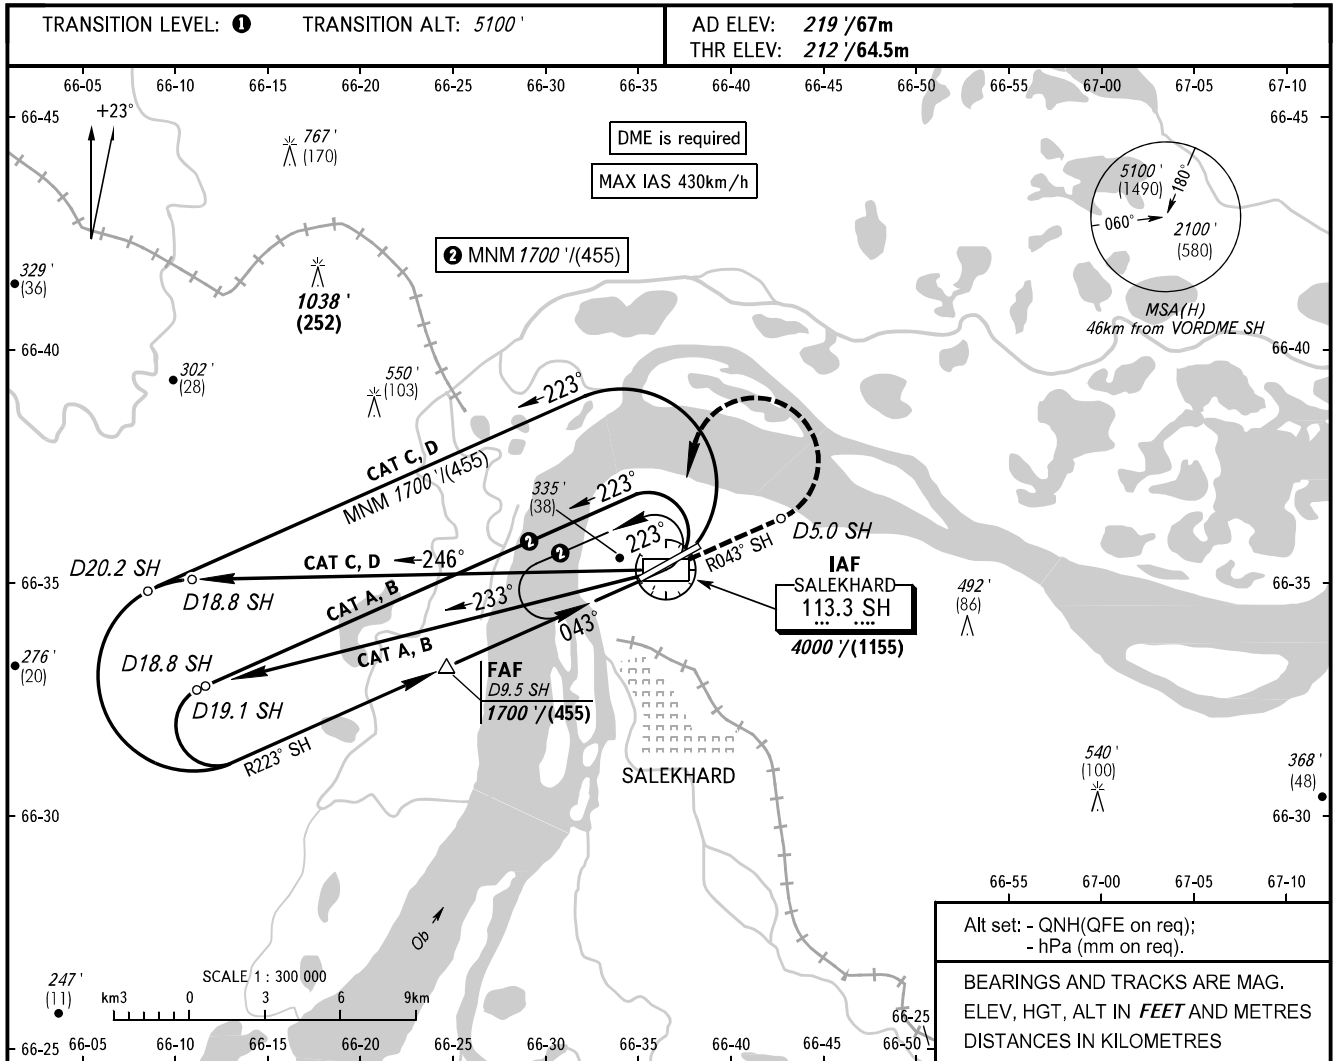 TRANSITION LEVEL: ❶ TRANSITION ALT: 5100 '
AD ELEV: 219 '/67m
THR ELEV: 212 '/64.5m
66-05 66-10 66-15 66-20 66-25 66-30 66-35 66-40 66-45 66-50 66-55 67-00 67-05 67-10
66-45 66-45
+23°
767 '
(170)
DME is required
MAX IAS 430km/h
❷ MNM 1700 '/(455)
5100 '
(1490)
180°
060°
2100 '
(580)
MSA(H)
46km from VORDME SH
329 '
(36)
1038 '
(252)
66-40 66-40
302 '
(28)
550 '
(103)
223°
CAT C, D
MNM 1700 '/(455)
335 '
(38)
223°
❷
❷
223°
D5.0 SH
R043° SH
D20.2 SH
CAT C, D 246°
66-35 66-35
D18.8 SH
CAT A, B
233°
CAT A, B
043°
IAF
SALEKHARD
113.3 SH
4000 '/(1155)
492 '
(86)
276 '
(20)
D18.8 SH
D19.1 SH
FAF
D9.5 SH
1700 '/(455)
R223° SH
SALEKHARD
540 '
(100)
368 '
(48)
66-30 66-30
66-55 67-00 67-05 67-10
Ob
Alt set: - QNH(QFE on req);
- hPa (mm on req).
BEARINGS AND TRACKS ARE MAG.
ELEV, HGT, ALT IN FEET AND METRES
DISTANCES IN KILOMETRES
247 '
(11)
SCALE 1 : 300 000
km3 0 3 6 9km
66-25
66-25 66-05 66-10 66-15 66-20 66-25 66-30 66-35 66-40 66-45 66-50